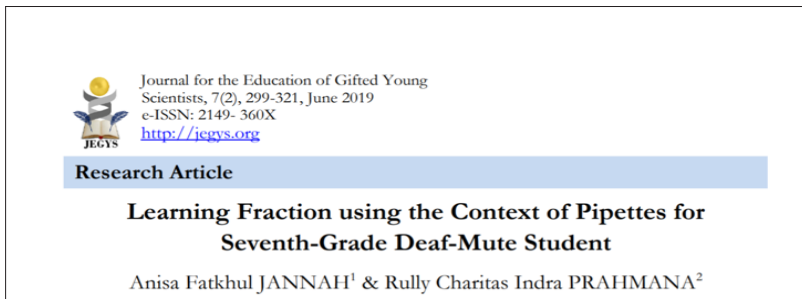 Journal for the Education of Gifted Young
Scientists, 7(2), 299-321, June 2019
e-ISSN: 2149- 360X
http://jegys.org
JEGYS
Research Article
Learning Fraction using the Context of Pipettes for
Seventh-Grade Deaf-Mute Student
Anisa Fatkhul JANNAH¹ & Rully Charitas Indra PRAHMANA²